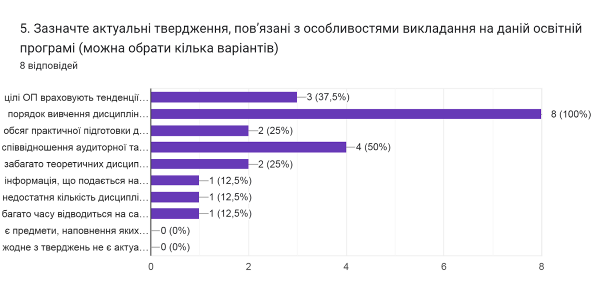 5. Зазначте актуальні твердження, пов’язані з особливостями викладання на даній освітній
програмі (можна обрати кілька варіантів)
8 відповідей
цілі ОП враховують тенденції… 3 (37,5%)
порядок вивчення дисциплін… 8 (100%)
обсяг практичної підготовки д… 2 (25%)
співвідношення аудиторної та… 4 (50%)
забагато теоретичних дисцип… 2 (25%)
інформація, що подається на… 1 (12,5%)
недостатня кількість дисциплі… 1 (12,5%)
багато часу відводиться на са… 1 (12,5%)
є предмети, наповнення яких… 0 (0%)
жодне з тверджень не є актуа… 0 (0%)
0 2 4 6 8